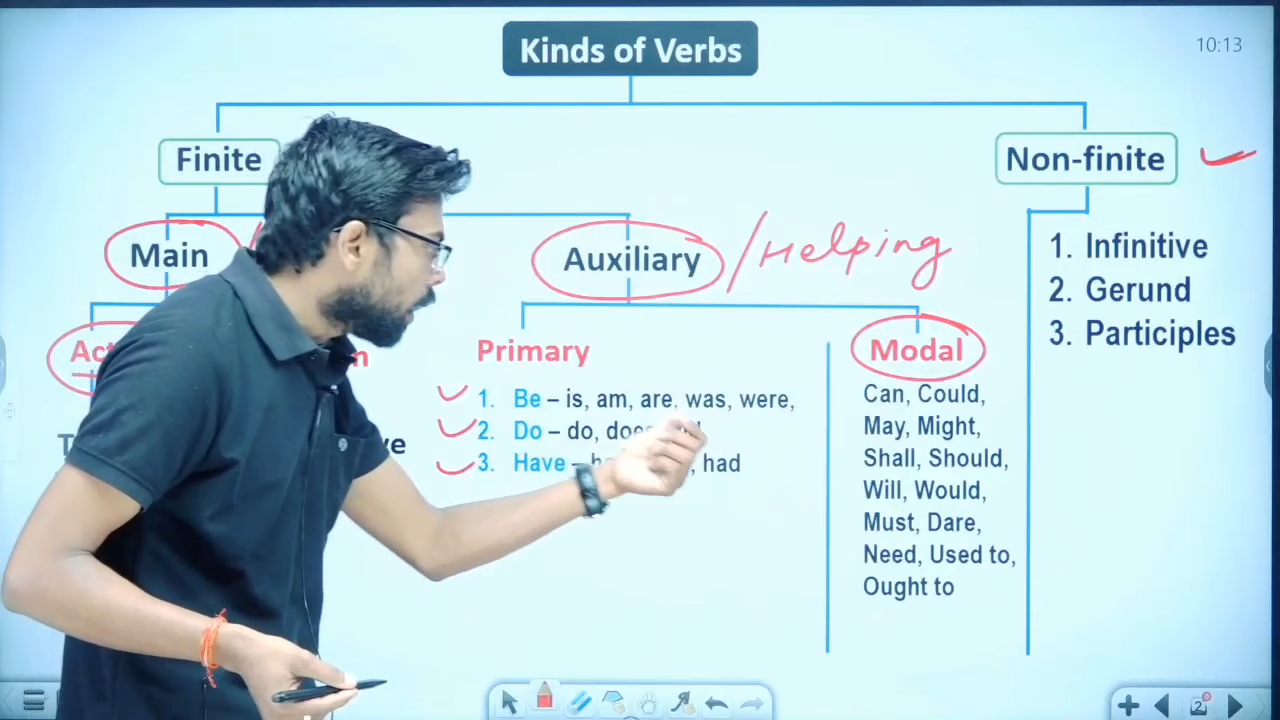 Kinds of Verbs
10:13
Finite
Non-finite
Main
Auxiliary / Helping
1. Infinitive
2. Gerund
3. Participles
Primary
1. Be – is, am, are, was, were,
2. Do – do,
3. Have – had
Modal
Can, Could,
May, Might,
Shall, Should,
Will, Would,
Must, Dare,
Need, Used to,
Ought to
2